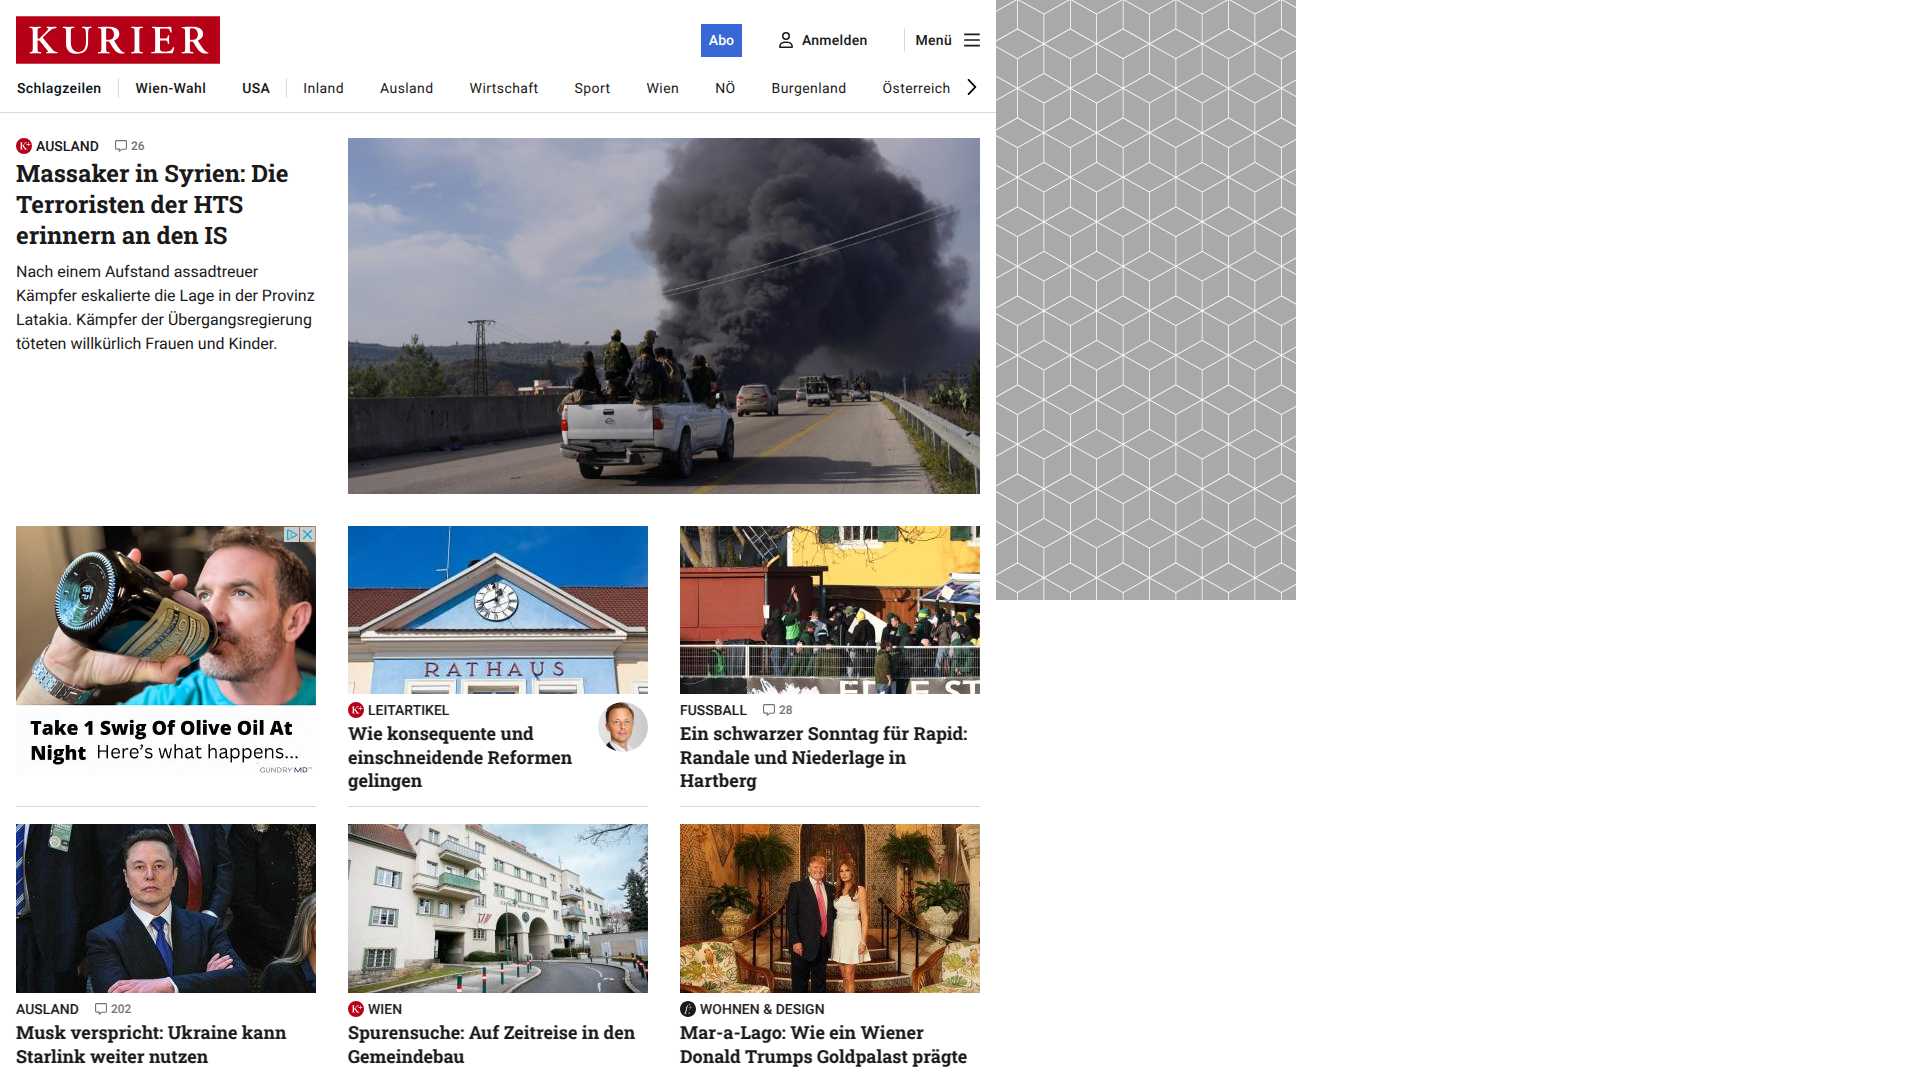 KURIER
Abo
Anmelden
Menü
Schlagzeilen
Wien-Wahl
USA
Inland
Ausland
Wirtschaft
Sport
Wien
NÖ
Burgenland
Österreich
AUSLAND 26
Massaker in Syrien: Die
Terroristen der HTS
erinnern an den IS
Nach einem Aufstand assadtreuer
Kämpfer eskalierte die Lage in der Provinz
Latakia. Kämpfer der Übergangsregierung
töteten willkürlich Frauen und Kinder.
Take 1 Swig Of Olive Oil At
Night Here's what happens...
GUNDRY MD™
RATHAUS
K+ LEITARTIKEL
Wie konsequente und
einschneidende Reformen
gelingen
FUSSBALL 28
Ein schwarzer Sonntag für Rapid:
Randale und Niederlage in
Hartberg
AUSLAND 202
Musk verspricht: Ukraine kann
Starlink weiter nutzen
K+ WIEN
Spurensuche: Auf Zeitreise in den
Gemeindebau
WOHNEN & DESIGN
Mar-a-Lago: Wie ein Wiener
Donald Trumps Goldpalast prägte